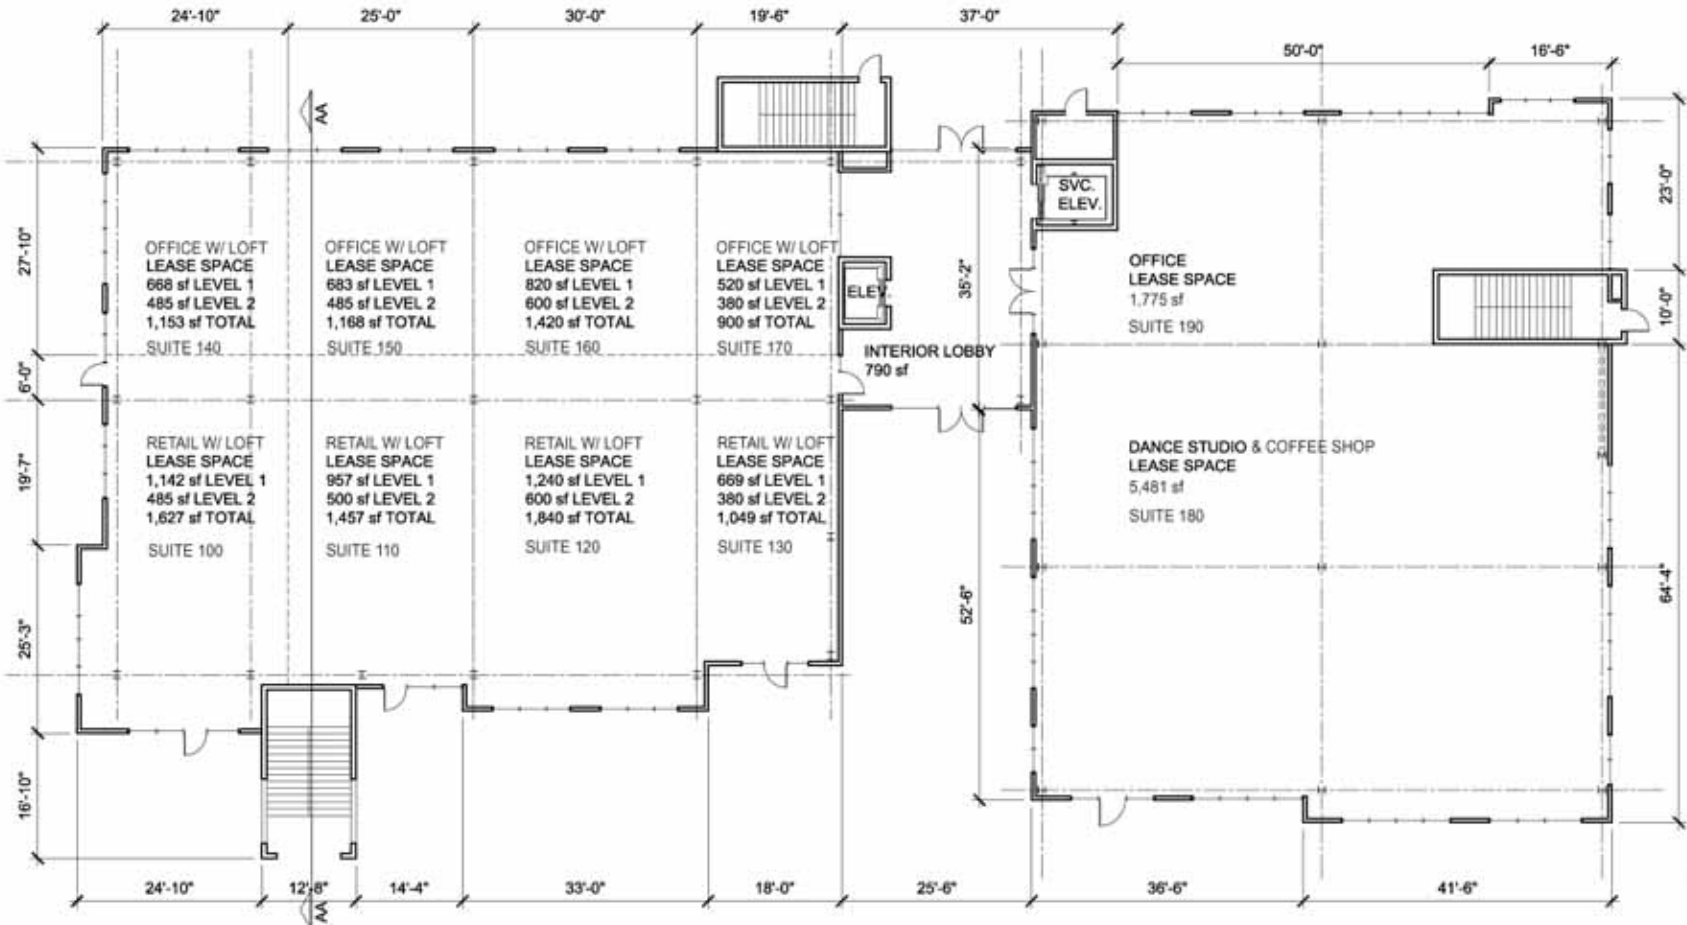 24'-10"
25'-0"
30'-0"
19'-6"
37'-0"
50'-0"
16'-6"
27'-10"
6'-0"
19'-7"
25'-3"
16'-10"
OFFICE W/ LOFT
LEASE SPACE
668 sf LEVEL 1
485 sf LEVEL 2
1,153 sf TOTAL
SUITE 140
OFFICE W/ LOFT
LEASE SPACE
683 sf LEVEL 1
485 sf LEVEL 2
1,168 sf TOTAL
SUITE 150
OFFICE W/ LOFT
LEASE SPACE
820 sf LEVEL 1
600 sf LEVEL 2
1,420 sf TOTAL
SUITE 160
OFFICE W/ LOFT
LEASE SPACE
520 sf LEVEL 1
380 sf LEVEL 2
900 sf TOTAL
SUITE 170
ELEV.
INTERIOR LOBBY
790 sf
35'-2"
SVC.
ELEV.
OFFICE
LEASE SPACE
1,775 sf
SUITE 190
23'-0"
10'-0"
RETAIL W/ LOFT
LEASE SPACE
1,142 sf LEVEL 1
485 sf LEVEL 2
1,627 sf TOTAL
SUITE 100
RETAIL W/ LOFT
LEASE SPACE
957 sf LEVEL 1
500 sf LEVEL 2
1,457 sf TOTAL
SUITE 110
RETAIL W/ LOFT
LEASE SPACE
1,240 sf LEVEL 1
600 sf LEVEL 2
1,840 sf TOTAL
SUITE 120
RETAIL W/ LOFT
LEASE SPACE
669 sf LEVEL 1
380 sf LEVEL 2
1,049 sf TOTAL
SUITE 130
DANCE STUDIO & COFFEE SHOP
LEASE SPACE
5,481 sf
SUITE 180
52'-6"
64'-4"
24'-10"
12'-8"
14'-4"
33'-0"
18'-0"
25'-6"
36'-6"
41'-6"